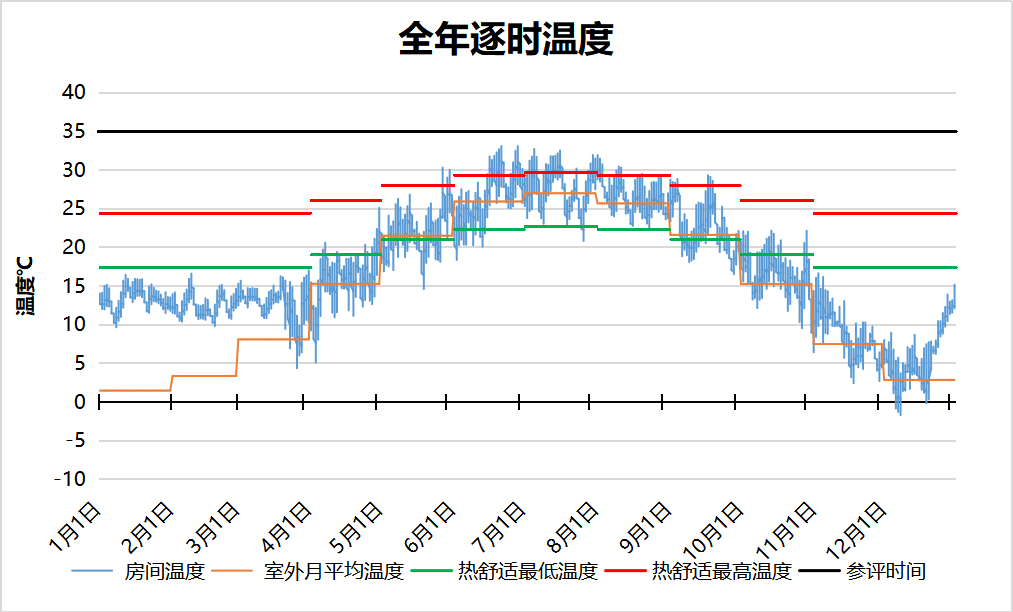 全年逐时温度
温度℃
40
35
30
25
20
15
10
5
0
-5
-10
1月1日
2月1日
3月1日
4月1日
5月1日
6月1日
7月1日
8月1日
9月1日
10月1日
11月1日
12月1日
房间温度
室外月平均温度
热舒适最低温度
热舒适最高温度
参评时间